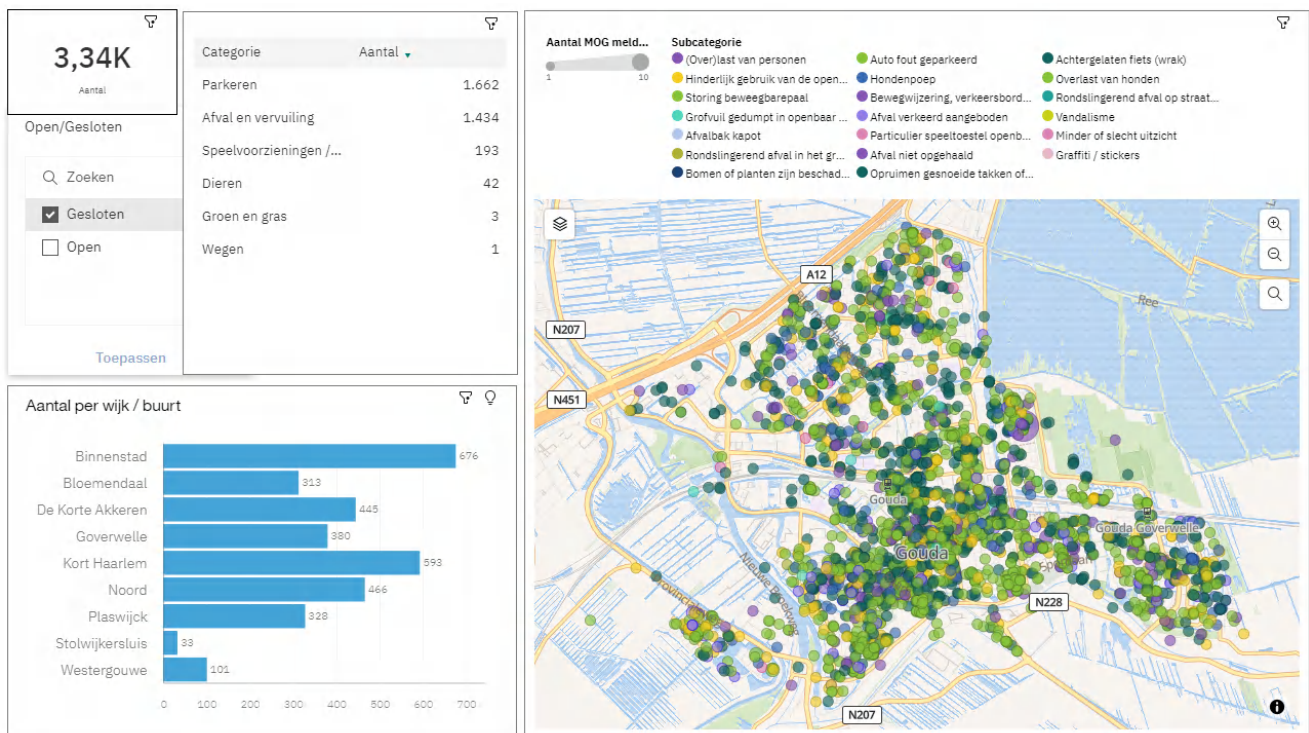 3,34K
Aantal
Open/Gesloten
Zoeken
Gesloten
Open
Toepassen
Categorie Aantal
Parkeren 1.662
Afval en vervuiling 1.434
Speelvoorzieningen /... 193
Dieren 42
Groen en gras 3
Wegen 1
Aantal per wijk / buurt
Binnenstad 676
Bloemendaal 313
De Korte Akkeren 445
Goverwelle 380
Kort Haarlem 593
Noord 466
Plaswijck 328
Stolwijkersluis 33
Westergouwe 101
0 100 200 300 400 500 600 700
Aantal MOG meld...
1 10
Subcategorie
(Over)last van personen
Hinderlijk gebruik van de open...
Storing beweegbarepaal
Grofvuil gedumpt in openbaar ...
Afvalbak kapot
Rondslingerend afval in het gr...
Bomen of planten zijn beschad...
Auto fout geparkeerd
Hondenpoep
Bewegwijzering, verkeersbord...
Afval verkeerd aangeboden
Particulier speeltoestel openb...
Afval niet opgehaald
Opruimen gesnoeide takken of...
Achtergelaten fiets (wrak)
Overlast van honden
Rondslingerend afval op straat...
Vandalisme
Minder of slecht uitzicht
Graffiti / stickers
A12
Ree
N207
N451
Gouda
Gouda Goverwelle
Gouda
N228
N207